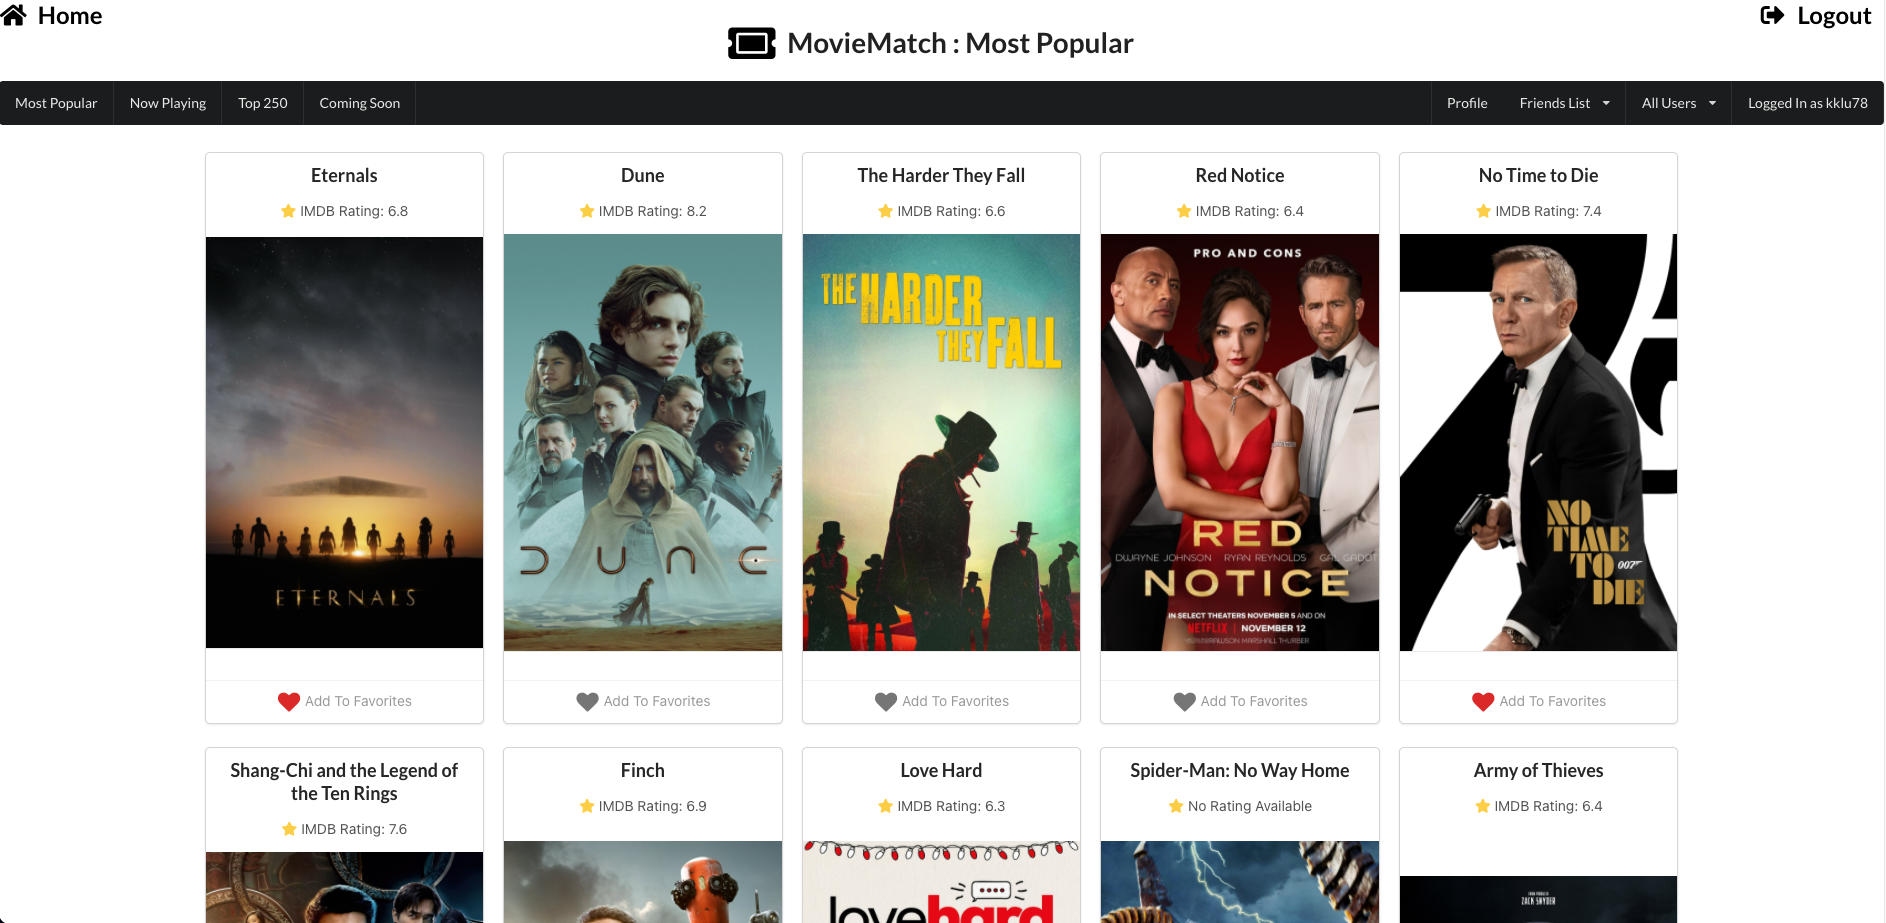 Home
Logout
MovieMatch : Most Popular
Most Popular
Now Playing
Top 250
Coming Soon
Profile
Friends List
All Users
Logged In as kklu78
Eternals
IMDB Rating: 6.8
ETERNALS
Add To Favorites
Dune
IMDB Rating: 8.2
DUNE
Add To Favorites
The Harder They Fall
IMDB Rating: 6.6
THE HARDER
THEY FALL
Add To Favorites
Red Notice
IMDB Rating: 6.4
PRO AND CONS
RED
DWAYNE JOHNSON RYAN REYNOLDS GAL GADOT
NOTICE
IN SELECT THEATERS NOVEMBER 5 AND ON
NETFLIX | NOVEMBER 12
RAWSON MARSHALL THURBER
Add To Favorites
No Time to Die
IMDB Rating: 7.4
NO
TIME
TO 007
DIE
Add To Favorites
Shang-Chi and the Legend of
the Ten Rings
IMDB Rating: 7.6
Finch
IMDB Rating: 6.9
Love Hard
IMDB Rating: 6.3
lovehard
Spider-Man: No Way Home
No Rating Available
Army of Thieves
IMDB Rating: 6.4
ZACK SNYDER